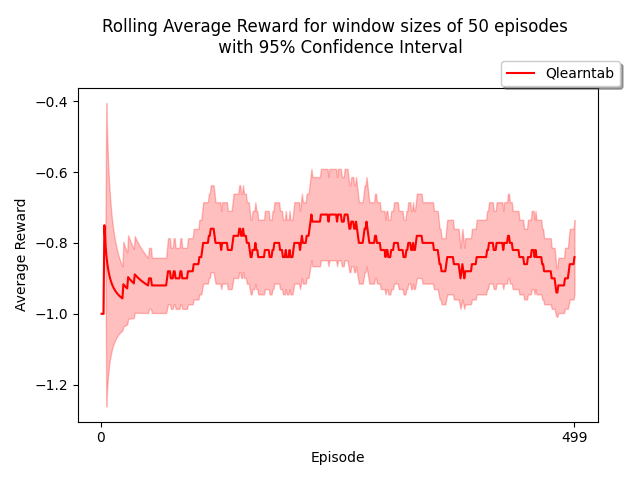 Rolling Average Reward for window sizes of 50 episodes
with 95% Confidence Interval
Qlearntab
−0.4
−0.6
−0.8
−1.0
−1.2
Average Reward
0
499
Episode